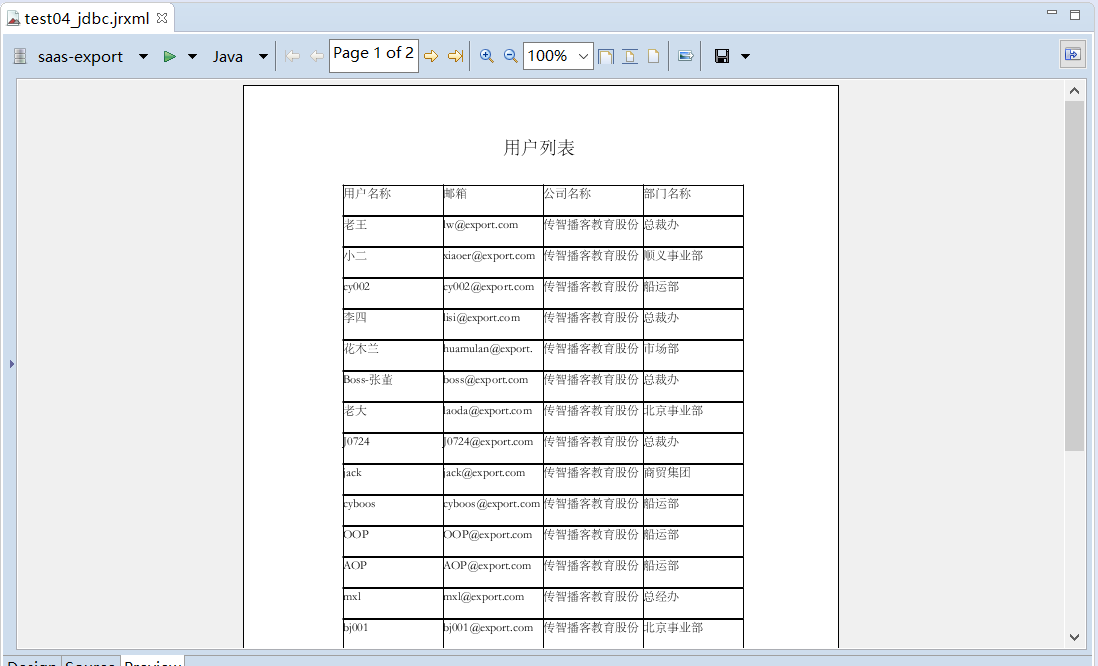 test04_jdbc.jrxml
saas-export Java Page 1 of 2 100%
用户列表
用户名称 邮箱 公司名称 部门名称
老王 lw@export.com 传智播客教育股份 总裁办
小二 xiaoer@export.com 传智播客教育股份 顺义事业部
cy002 cy002@export.com 传智播客教育股份 船运部
李四 lisi@export.com 传智播客教育股份 总裁办
花木兰 huamulan@export. 传智播客教育股份 市场部
Boss-张董 boss@export.com 传智播客教育股份 总裁办
老大 laoda@export.com 传智播客教育股份 北京事业部
J0724 J0724@export.com 传智播客教育股份 总裁办
jack jack@export.com 传智播客教育股份 商贸集团
cyboos cyboos@export.com 传智播客教育股份 船运部
OOP OOP@export.com 传智播客教育股份 船运部
AOP AOP@export.com 传智播客教育股份 船运部
mxl mxl@export.com 传智播客教育股份 总经办
bj001 bj001@export.com 传智播客教育股份 北京事业部
Design Source Preview